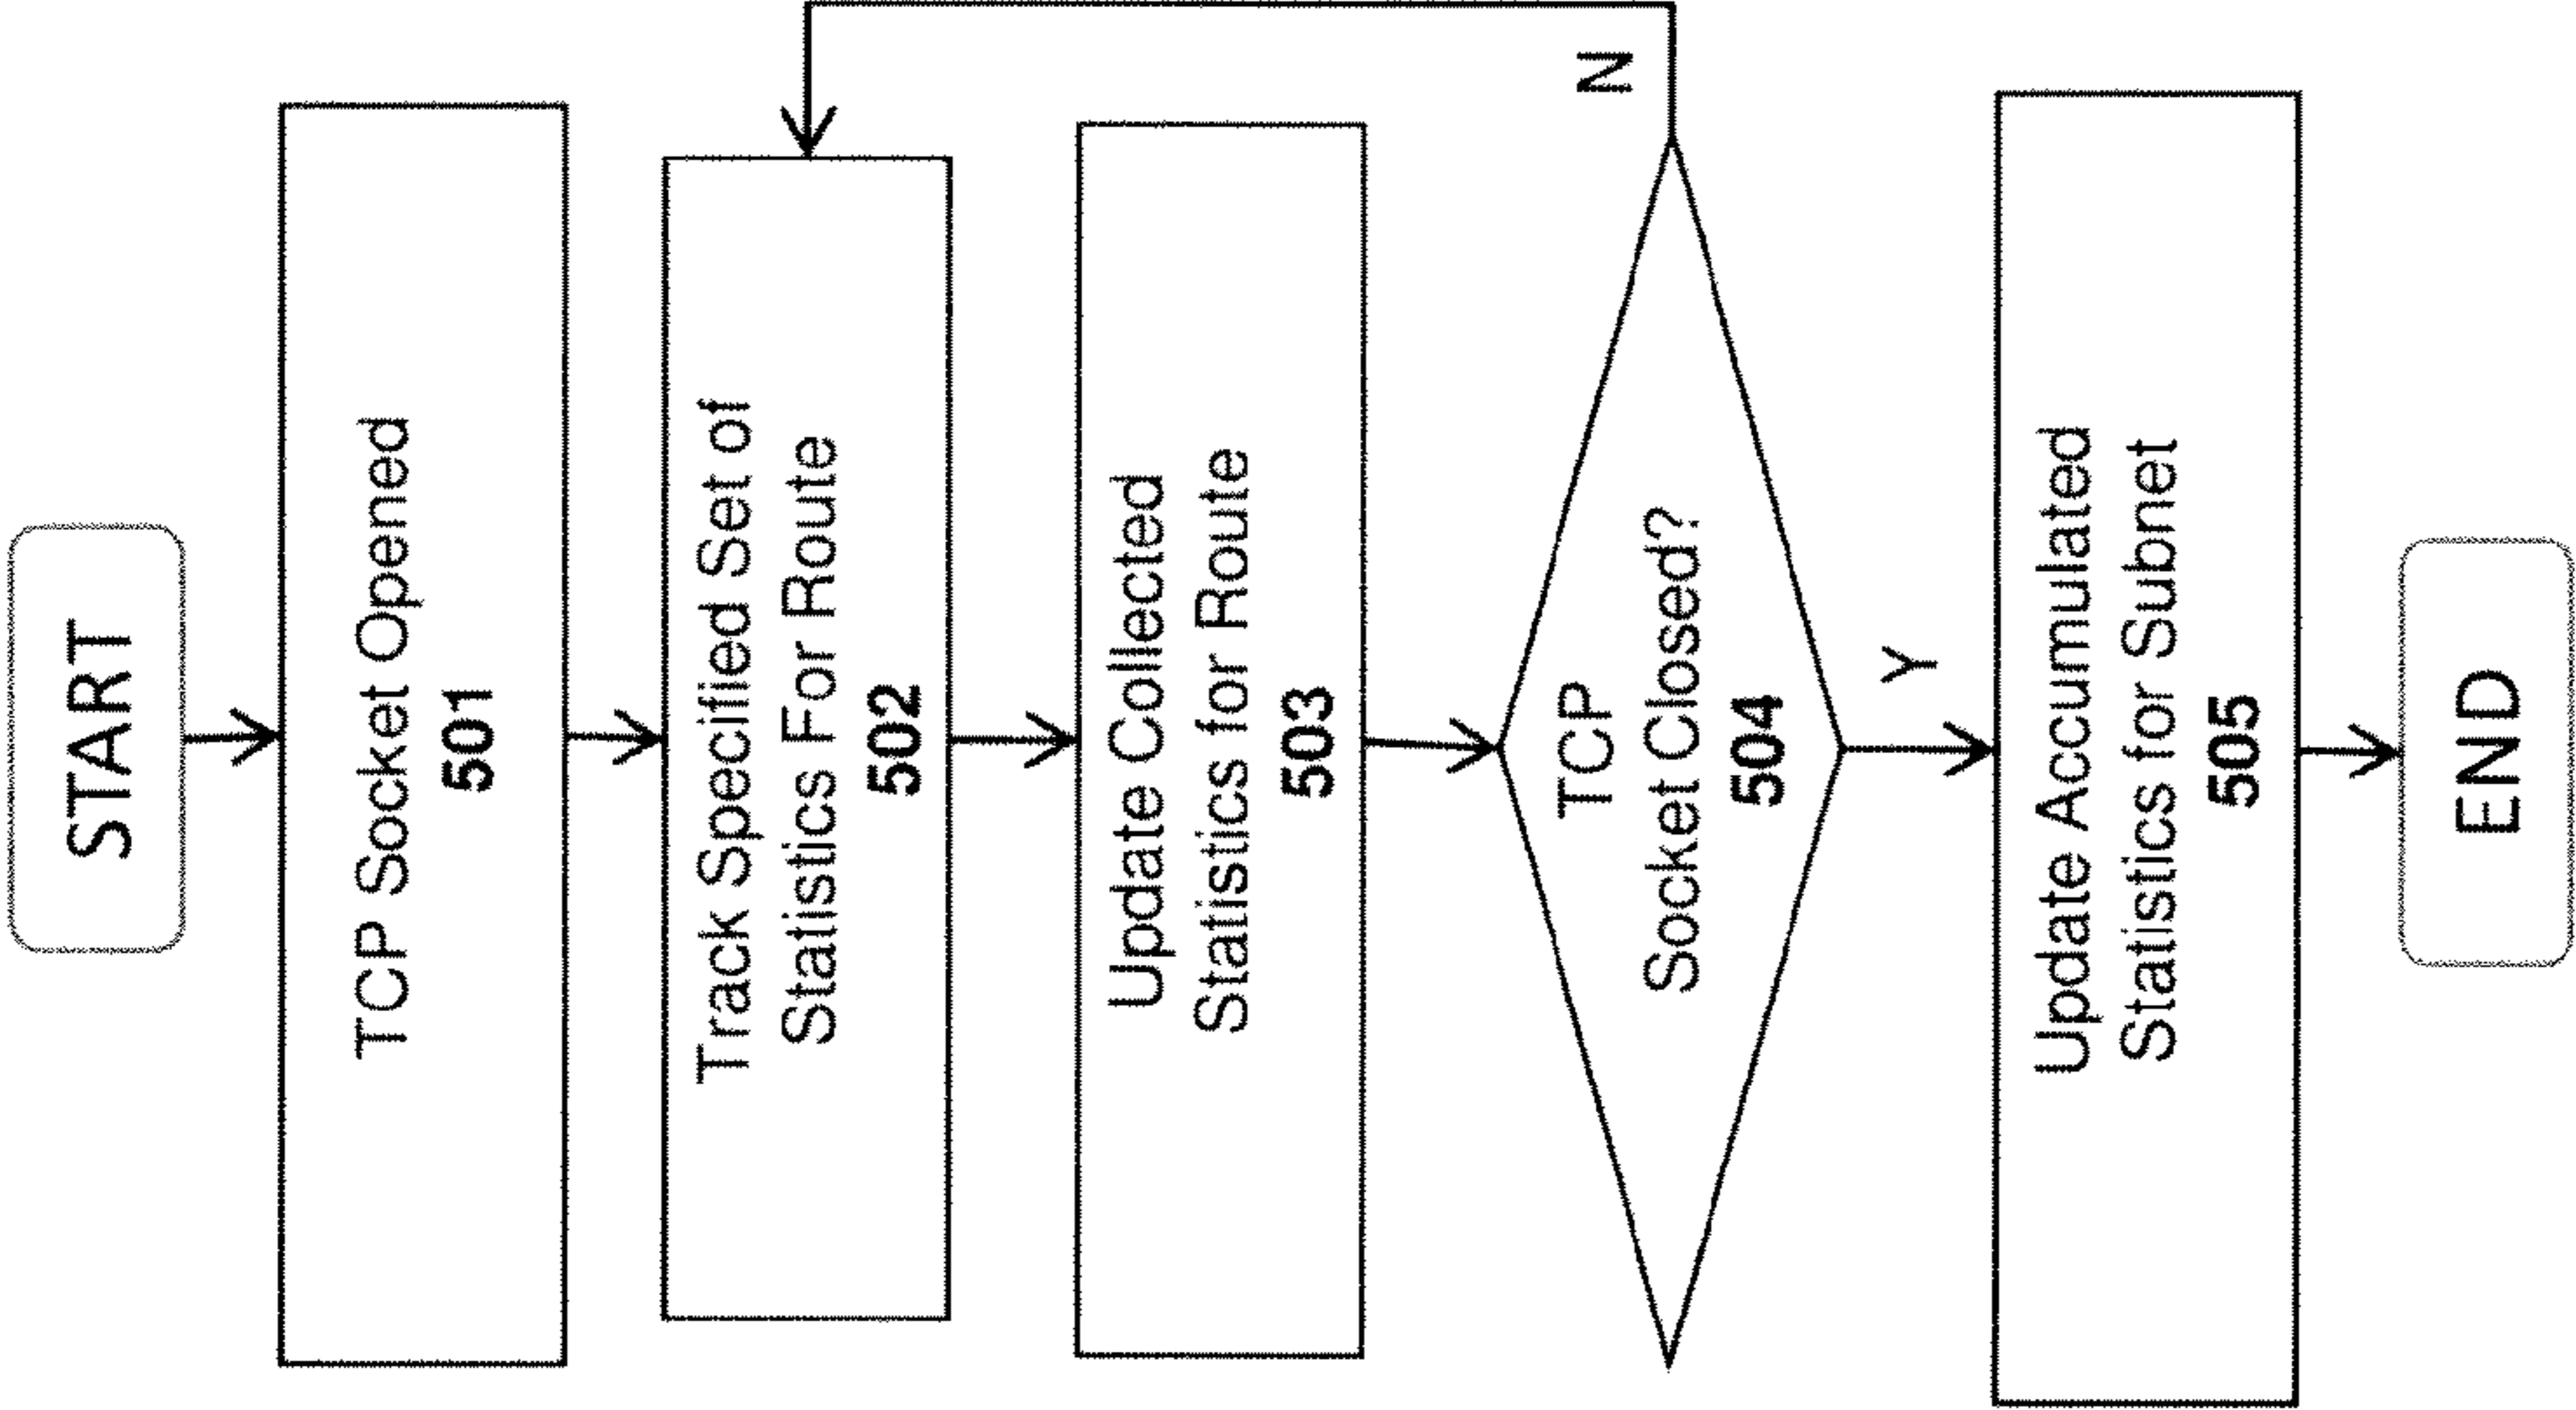 START
TCP Socket Opened
501
Track Specified Set of
Statistics For Route
502
Update Collected
Statistics for Route
503
TCP
Socket Closed?
504
N
Y
Update Accumulated
Statistics for Subnet
505
END